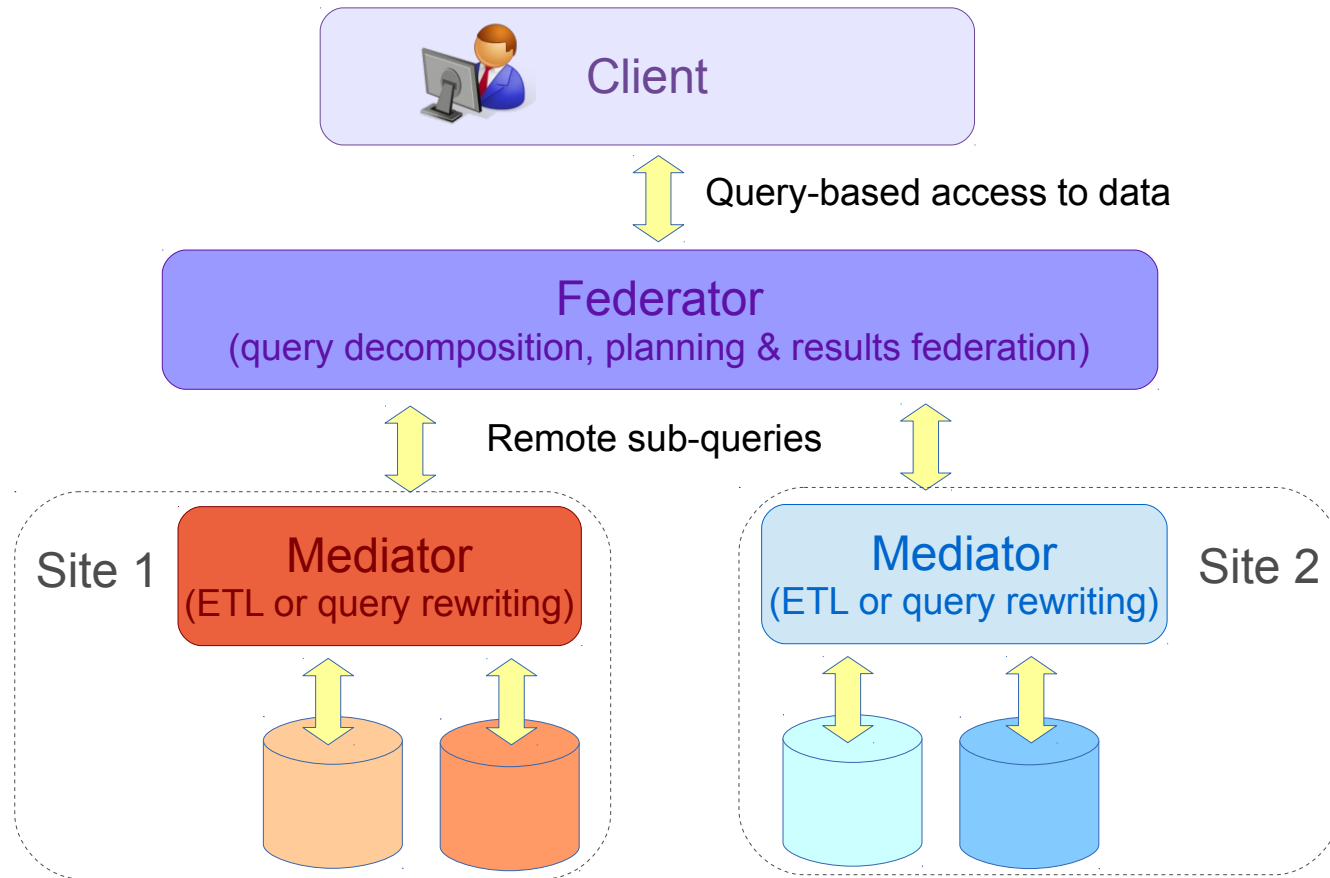 Client
Query-based access to data
Federator
(query decomposition, planning & results federation)
Remote sub-queries
Site 1
Mediator
(ETL or query rewriting)
Mediator
(ETL or query rewriting)
Site 2